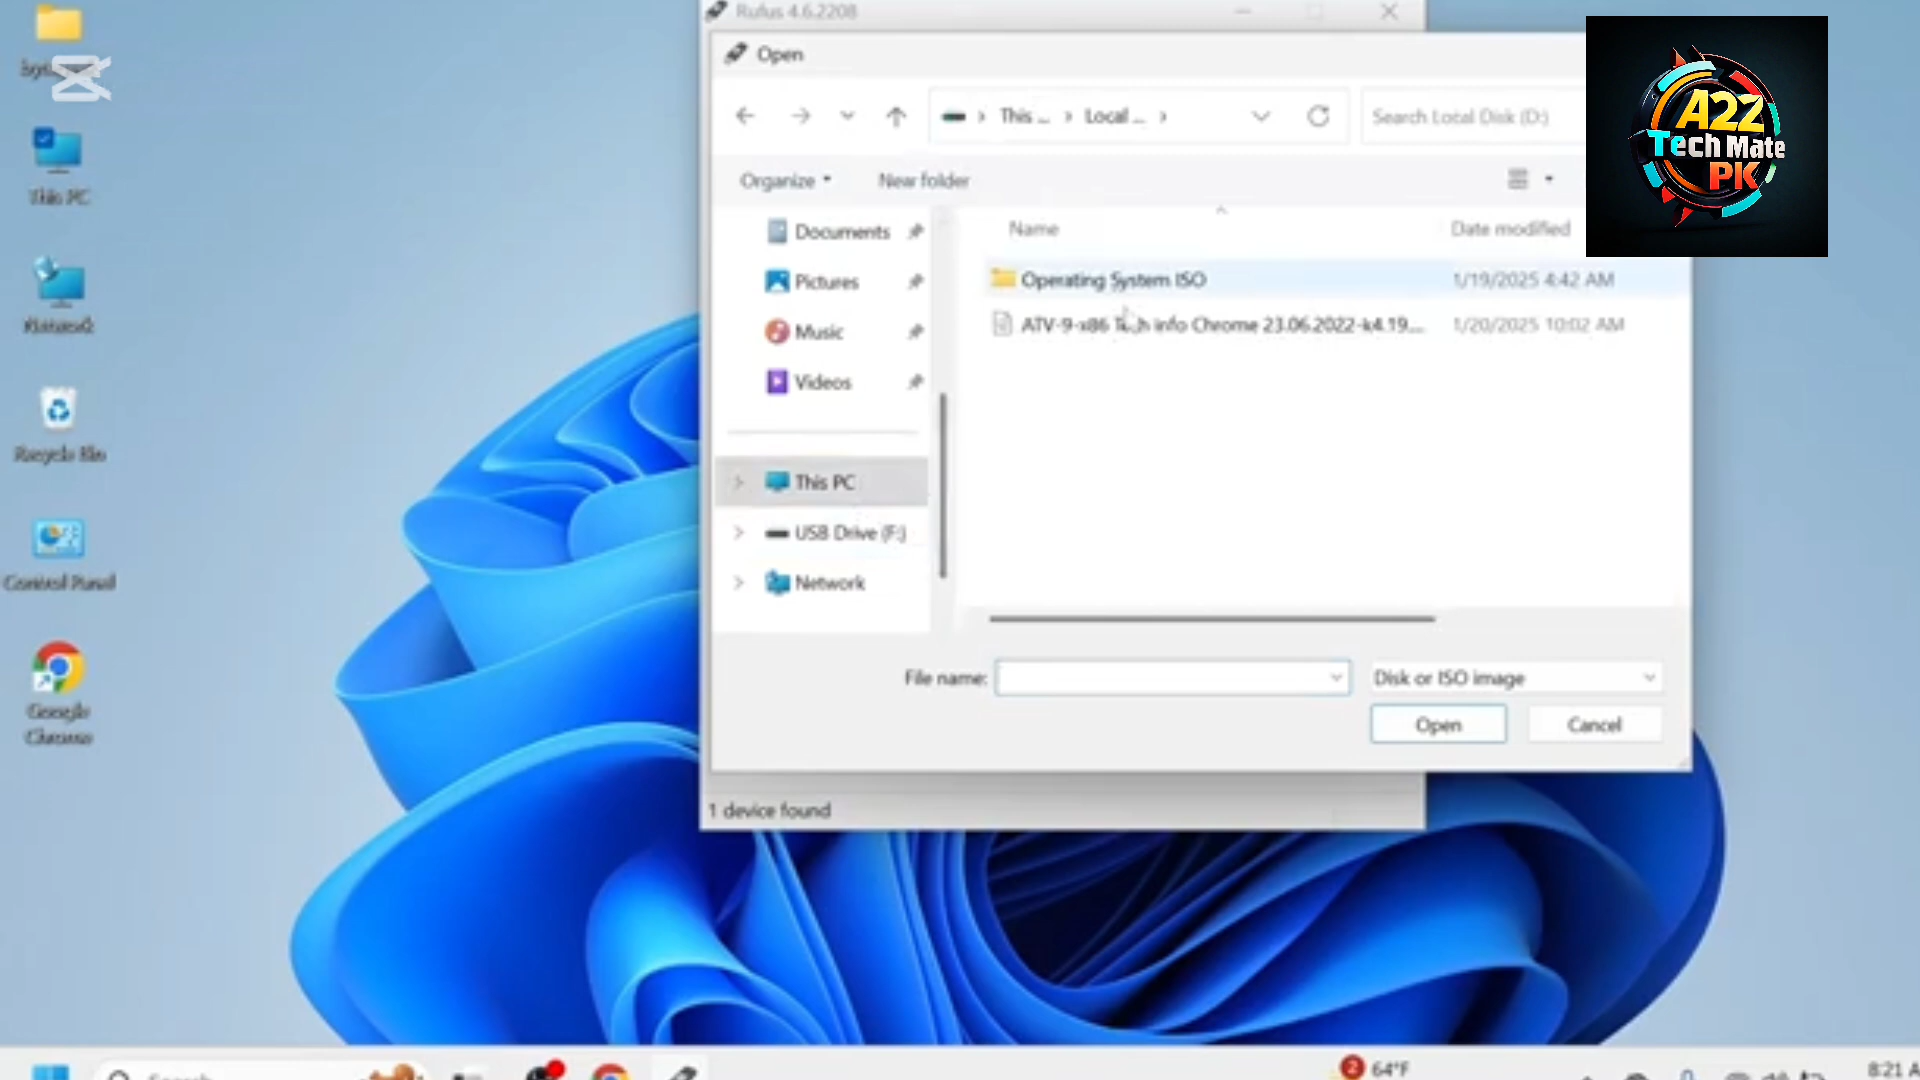 Rufus 4.6.2208
Open
This ...
Local ...
Search Local Disk (D:)
Organize
New folder
A2Z
Tech Mate
PK
Documents
Pictures
Music
Videos
This PC
USB Drive (F:)
Network
Name
Date modified
Operating System ISO
1/19/2025 4:42 AM
ATV-9-x86 Tech info Chrome 23.06.2022-k4.19....
1/20/2025 10:02 AM
File name:
Disk or ISO image
Open
Cancel
1 device found
This PC
Recycle Bin
Control Panel
Google
Chrome
Search
2
64°F
8:21 A